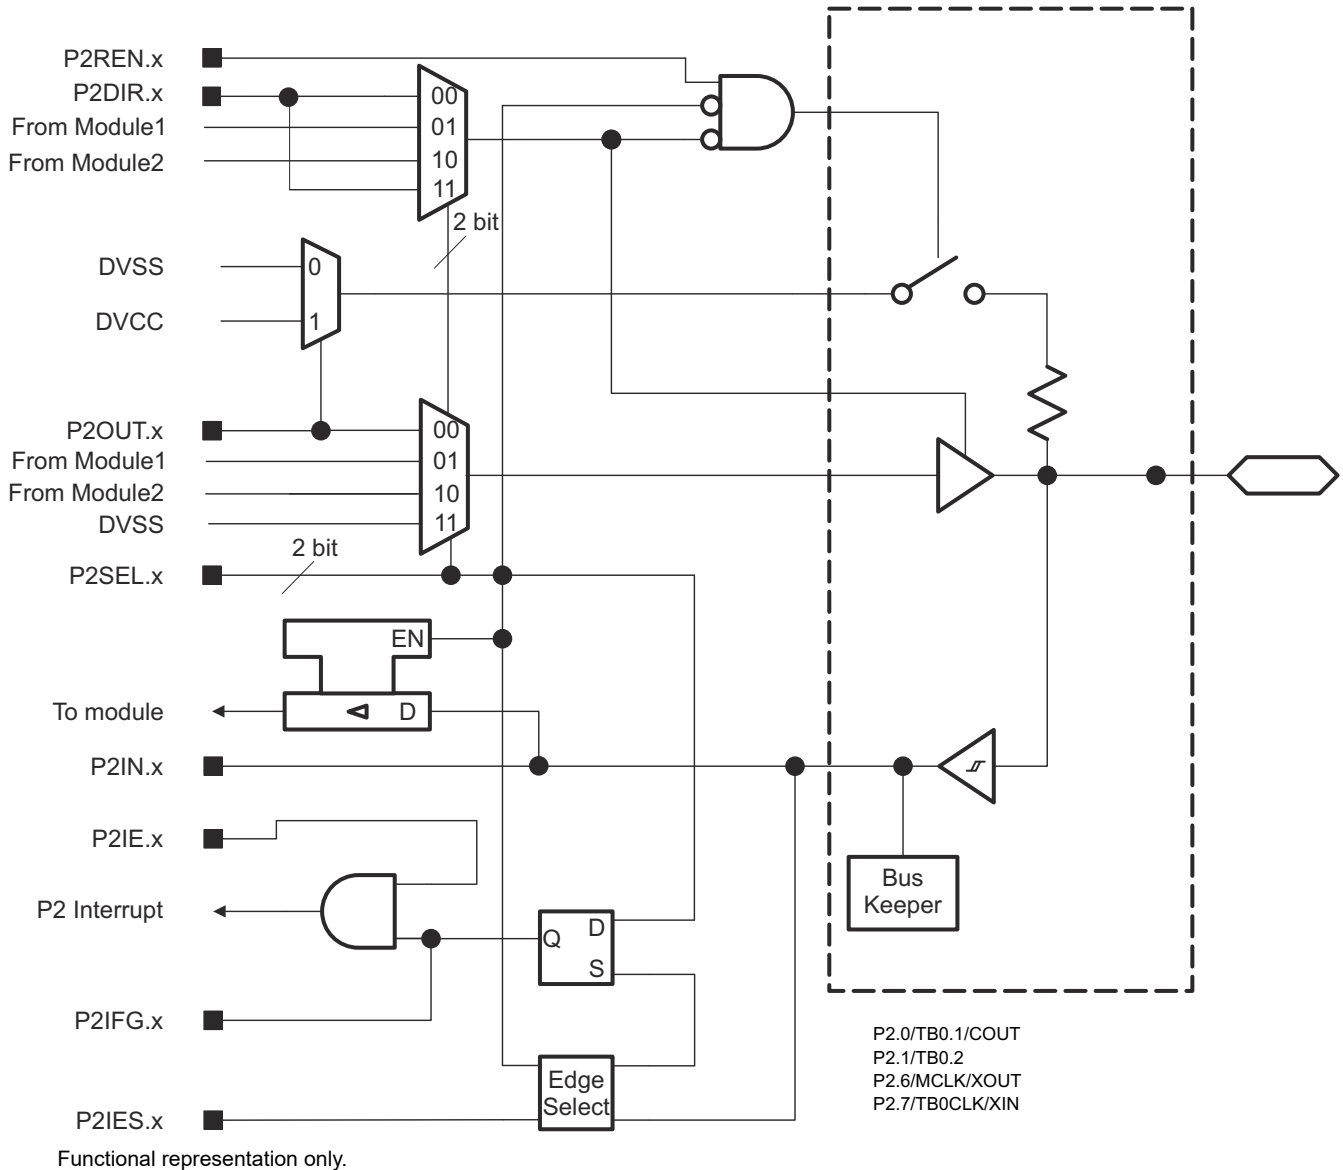 P2REN.x
P2DIR.x
From Module1
From Module2
00
01
10
11
2 bit
DVSS
DVCC
0
1
P2OUT.x
From Module1
From Module2
DVSS
00
01
10
11
2 bit
P2SEL.x
EN
To module
D
P2IN.x
P2IE.x
Bus
Keeper
P2 Interrupt
Q
D
S
P2IFG.x
P2.0/TB0.1/COUT
P2.1/TB0.2
P2.6/MCLK/XOUT
P2.7/TB0CLK/XIN
Edge
Select
P2IES.x
Functional representation only.